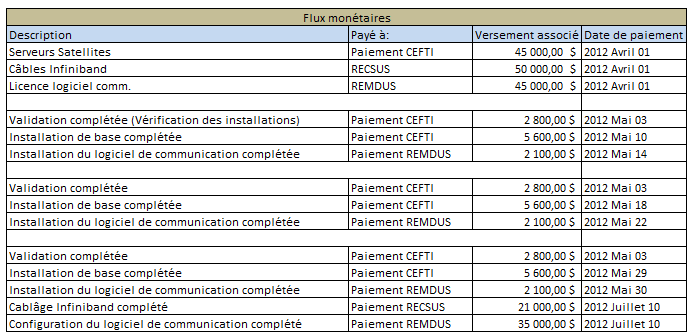 Flux monétaires
Description Payé à: Versement associé Date de paiement
Serveurs Satellites Paiement CEFTI 45 000,00 $ 2012 Avril 01
Câbles Infiniband RECSUS 50 000,00 $ 2012 Avril 01
Licence logiciel comm. REMDUS 45 000,00 $ 2012 Avril 01
Validation complétée (Vérification des installations) Paiement CEFTI 2 800,00 $ 2012 Mai 03
Installation de base complétée Paiement CEFTI 5 600,00 $ 2012 Mai 10
Installation du logiciel de communication complétée Paiement REMDUS 2 100,00 $ 2012 Mai 14
Validation complétée Paiement CEFTI 2 800,00 $ 2012 Mai 03
Installation de base complétée Paiement CEFTI 5 600,00 $ 2012 Mai 18
Installation du logiciel de communication complétée Paiement REMDUS 2 100,00 $ 2012 Mai 22
Validation complétée Paiement CEFTI 2 800,00 $ 2012 Mai 03
Installation de base complétée Paiement CEFTI 5 600,00 $ 2012 Mai 29
Installation du logiciel de communication complétée Paiement REMDUS 2 100,00 $ 2012 Mai 30
Cablâge Infiniband complété Paiement RECSUS 21 000,00 $ 2012 Juillet 10
Configuration du logiciel de communication complété Paiement REMDUS 35 000,00 $ 2012 Juillet 10